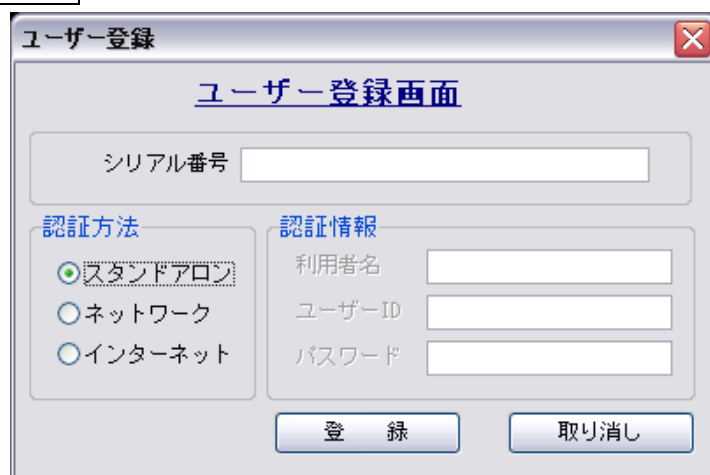 ユーザー登録
ユーザー登録画面
シリアル番号
認証方法
スタンドアロン
ネットワーク
インターネット
認証情報
利用者名
ユーザーID
パスワード
登 録
取り消し